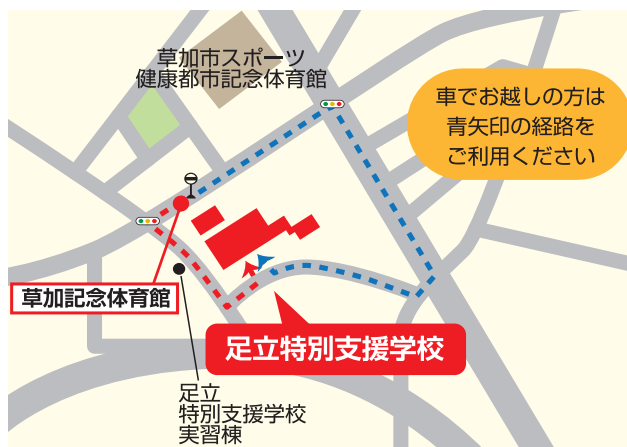 草加市スポーツ
健康都市記念体育館
車でお越しの方は
青矢印の経路を
ご利用ください
草加記念体育館
足立特別支援学校
足立
特別支援学校
実習棟